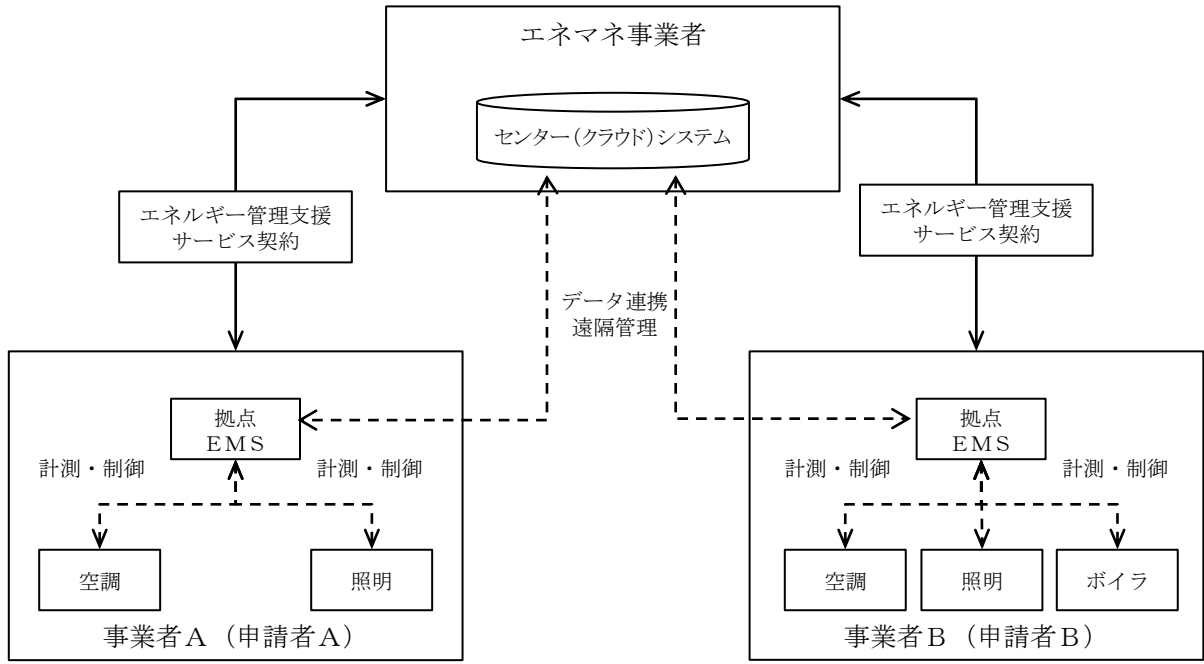 エネマネ事業者
センター（クラウド）システム
エネルギー管理支援
サービス契約
エネルギー管理支援
サービス契約
データ連携
遠隔管理
拠点
ＥＭＳ
計測・制御
計測・制御
空調
照明
事業者Ａ（申請者Ａ）
拠点
ＥＭＳ
計測・制御
計測・制御
空調
照明
ボイラ
事業者Ｂ（申請者Ｂ）